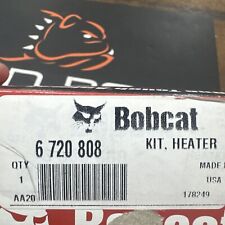 Bobcat
6 720 808
KIT, HEATER
QTY
1
MADE
USA
AA20
178249